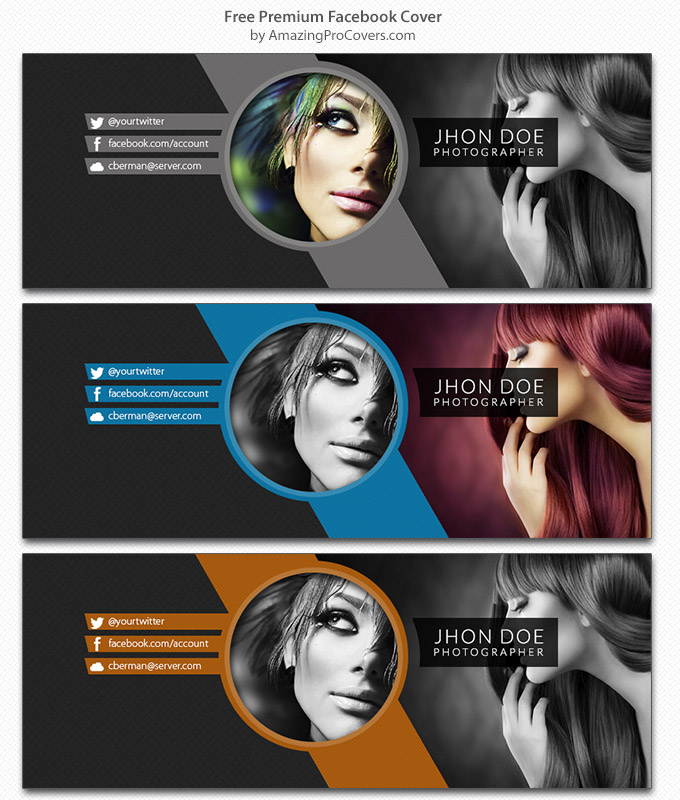 Free Premium Facebook Cover
by AmazingProCovers.com
@yourtwitter
facebook.com/account
cberman@server.com
JHON DOE
PHOTOGRAPHER
@yourtwitter
facebook.com/account
cberman@server.com
JHON DOE
PHOTOGRAPHER
@yourtwitter
facebook.com/account
cberman@server.com
JHON DOE
PHOTOGRAPHER